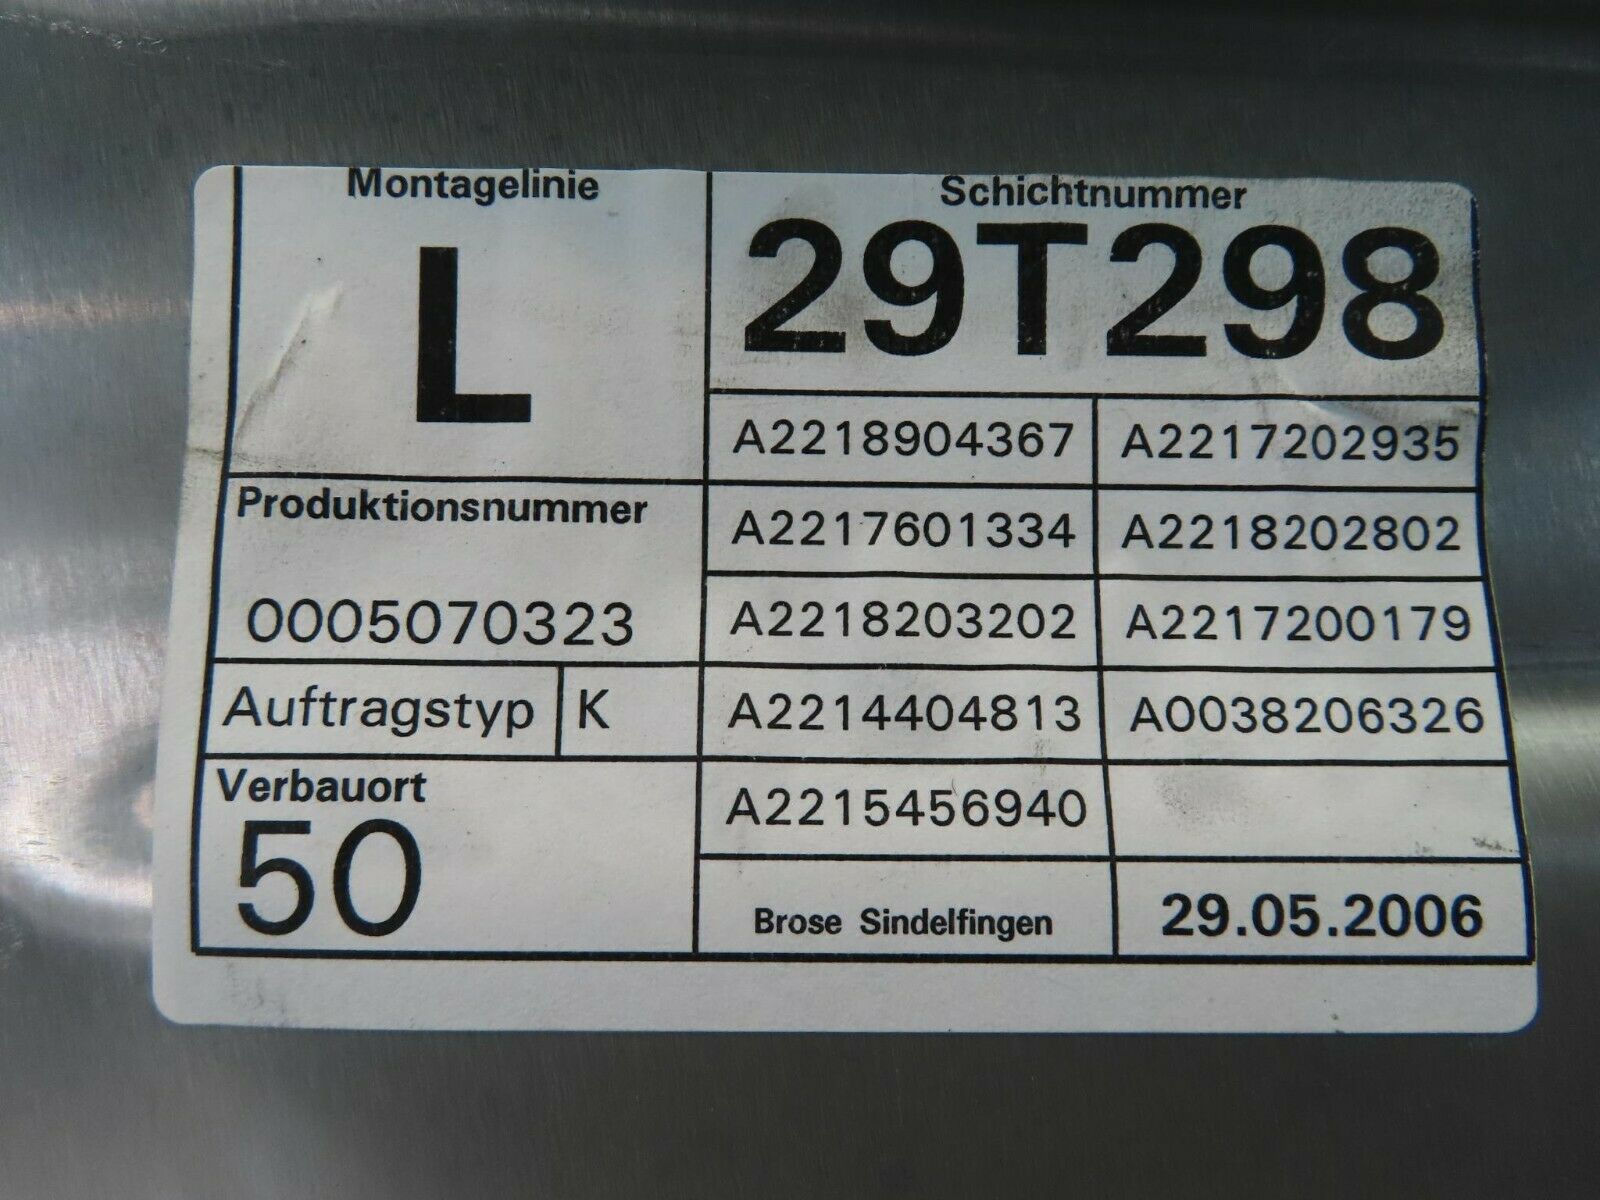 Montagelinie
L
Schichtnummer
29T298
A2218904367 A2217202935
Produktionsnummer
0005070323
A2217601334 A2218202802
A2218203202 A2217200179
Auftragstyp K
A2214404813 A0038206326
Verbauort
50
A2215456940
Brose Sindelfingen 29.05.2006